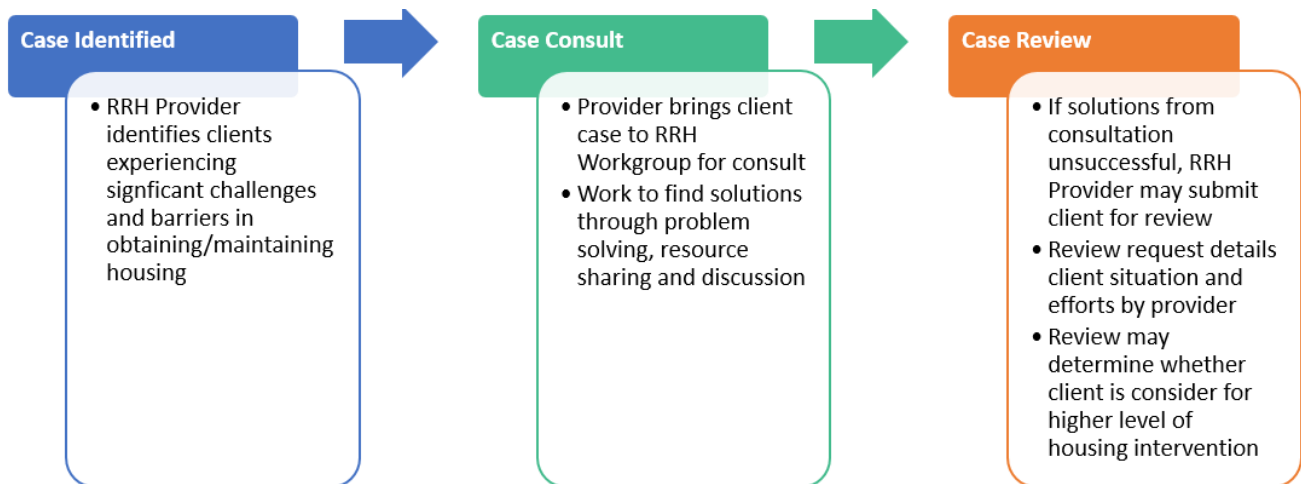 Case Identified
• RRH Provider
identifies clients
experiencing
signficant challenges
and barriers in
obtaining/maintaining
housing
Case Consult
• Provider brings client
case to RRH
Workgroup for consult
• Work to find solutions
through problem
solving, resource
sharing and discussion
Case Review
• If solutions from
consultation
unsuccessful, RRH
Provider may submit
client for review
• Review request details
client situation and
efforts by provider
• Review may
determine whether
client is consider for
higher level of
housing intervention